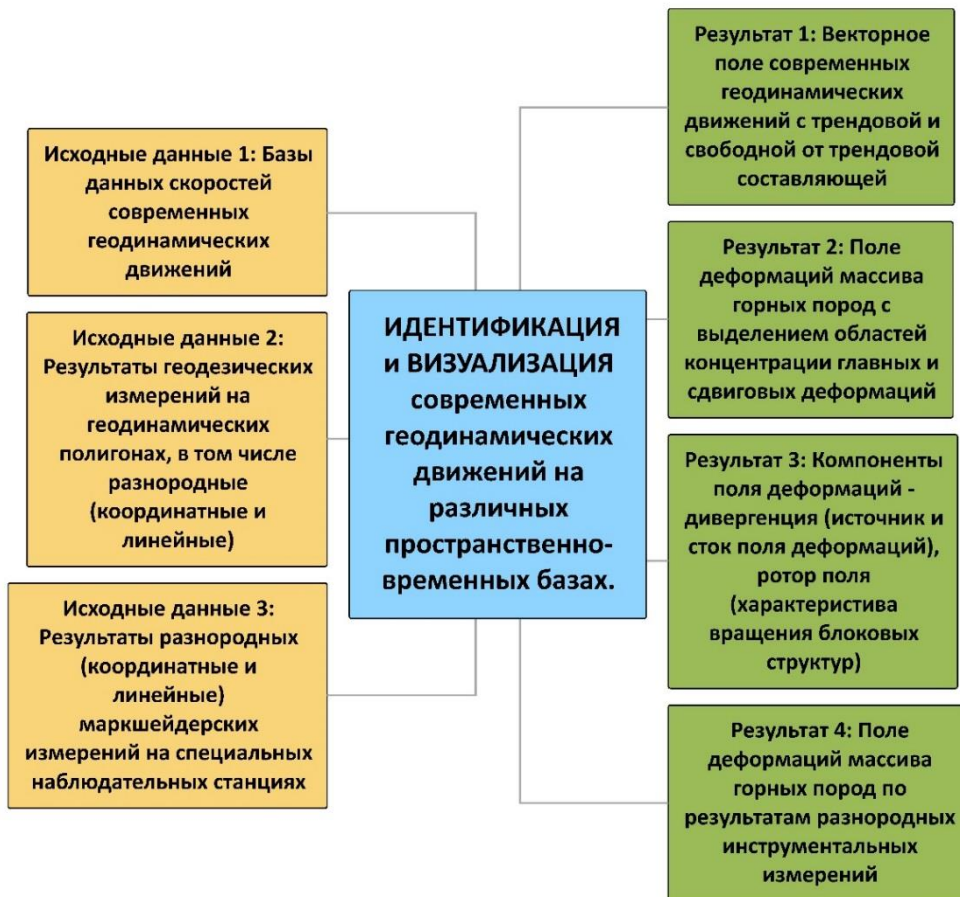 Исходные данные 1: Базы
данных скоростей
современных
геодинамических
движений
Исходные данные 2:
Результаты геодезических
измерений на
геодинамических
полигонах, в том числе
разнородные
(координатные и
линейные)
Исходные данные 3:
Результаты разнородных
(координатные и
линейные)
маркшейдерских
измерений на специальных
наблюдательных станциях
ИДЕНТИФИКАЦИЯ
и ВИЗУАЛИЗАЦИЯ
современных
геодинамических
движений на
различных
пространственно-
временных базах.
Результат 1: Векторное
поле современных
геодинамических
движений с трендовой и
свободной от трендовой
составляющей
Результат 2: Поле
деформаций массива
горных пород с
выделением областей
концентрации главных и
сдвиговых деформаций
Результат 3: Компоненты
поля деформаций -
дивергенция (источник и
сток поля деформаций),
ротор поля
(характеристива
вращения блоковых
структур)
Результат 4: Поле
деформаций массива
горных пород по
результатам разнородных
инструментальных
измерений